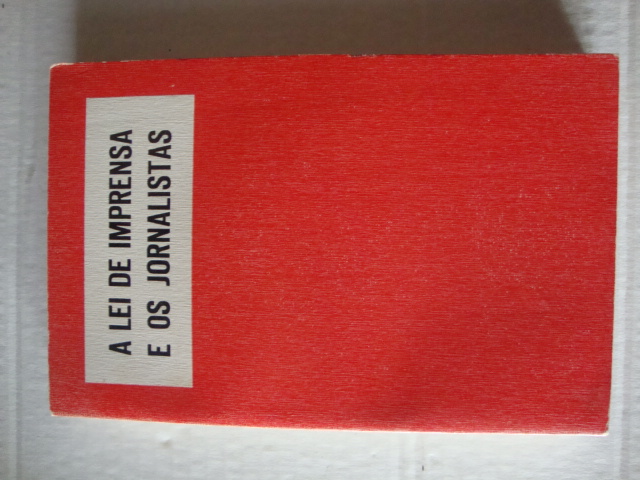 A LEI DE IMPRENSA
E OS JORNALISTAS